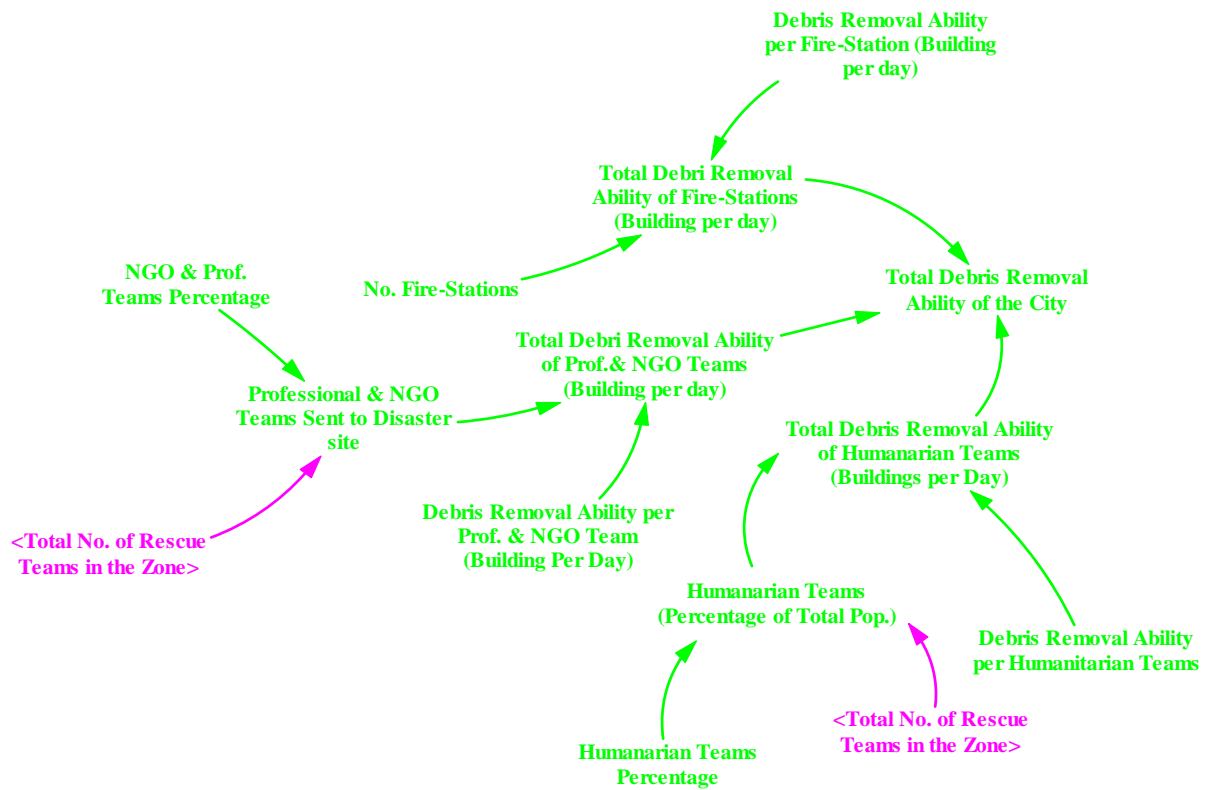 Debris Removal Ability
per Fire-Station (Building
per day)
Total Debri Removal
Ability of Fire-Stations
(Building per day)
NGO & Prof.
Teams Percentage
No. Fire-Stations
Total Debris Removal
Ability of the City
Total Debri Removal Ability
of Prof.& NGO Teams
(Building per day)
Professional & NGO
Teams Sent to Disaster
site
Total Debris Removal Ability
of Humanarian Teams
(Buildings per Day)
Debris Removal Ability per
Prof. & NGO Team
(Building Per Day)
<Total No. of Rescue
Teams in the Zone>
Humanarian Teams
(Percentage of Total Pop.)
Debris Removal Ability
per Humanitarian Teams
<Total No. of Rescue
Teams in the Zone>
Humanarian Teams
Percentage